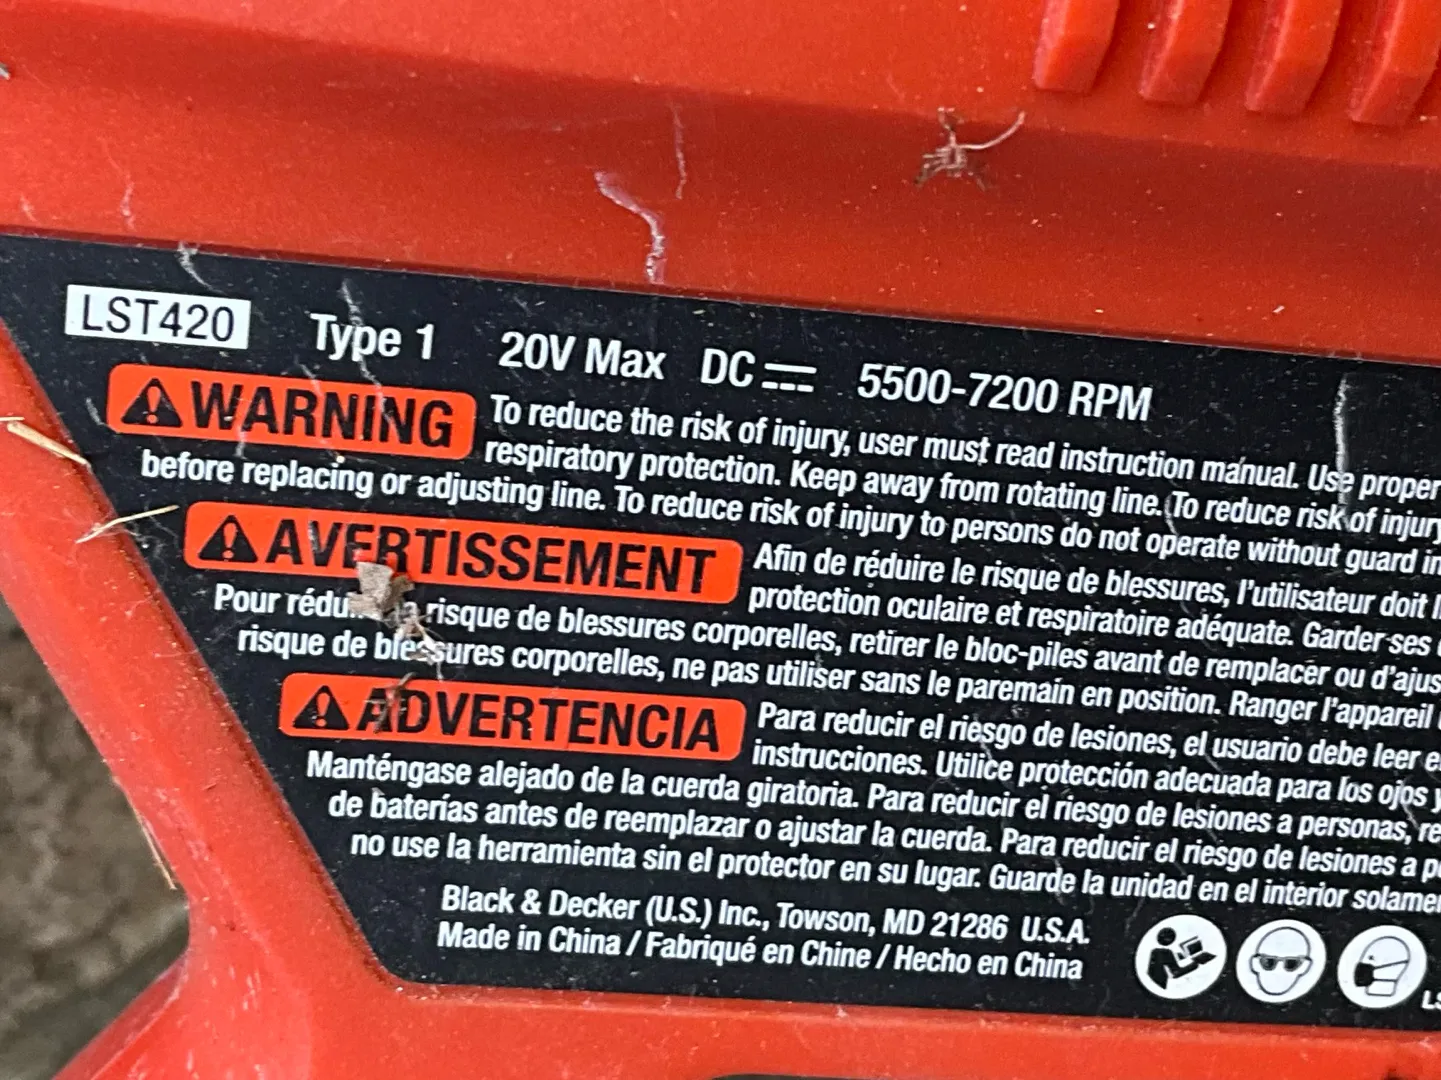 LST420 Type 1 20V Max DC 5500-7200 RPM
WARNING To reduce the risk of injury, user must read instruction manual. Use proper
respiratory protection. Keep away from rotating line. To reduce risk of injury
before replacing or adjusting line. To reduce risk of injury to persons do not operate without guard in
AVERTISSEMENT Afin de réduire le risque de blessures, l'utilisateur doit
protection oculaire et respiratoire adéquate. Garder ses
Pour risque de blessures corporelles, retirer le bloc-piles avant de remplacer ou d'ajus
risque de blessures corporelles, ne pas utiliser sans le paremain en position. Ranger l'appareil
ADVERTENCIA Para reducir el riesgo de lesiones, el usuario debe leer
instrucciones. Utilice protección adecuada para los ojos y
Manténgase alejado de la cuerda giratoria. Para reducir el riesgo de lesiones a personas, re
de baterías antes de reemplazar o ajustar la cuerda. Para reducir el riesgo de lesiones a
no use la herramienta sin el protector en su lugar. Guarde la unidad en el interior solame
Black & Decker (U.S.) Inc., Towson, MD 21286 U.S.A.
Made in China / Fabriqué en Chine / Hecho en China